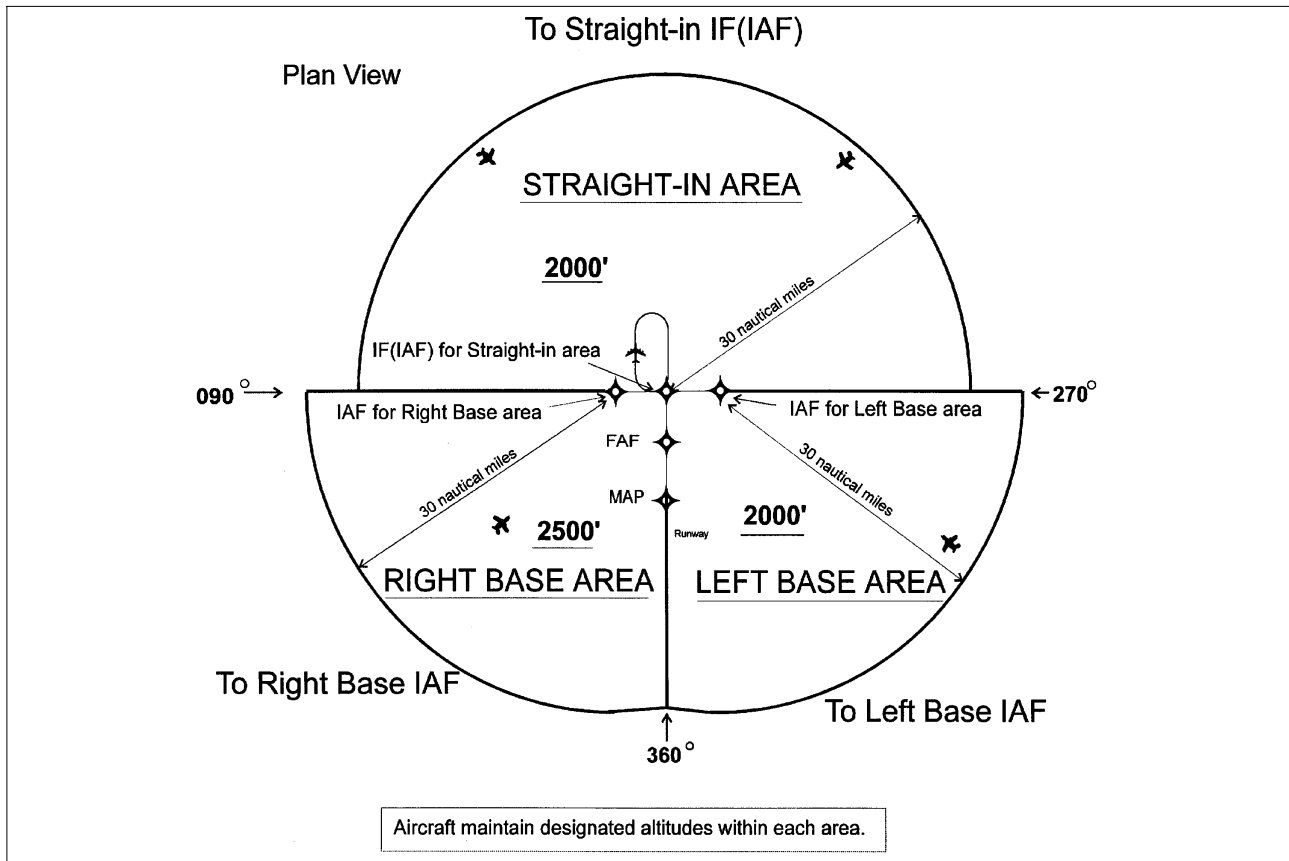 To Straight-in IF(IAF)
Plan View
STRAIGHT-IN AREA
2000'
30 nautical miles
IF(IAF) for Straight-in area
090°
270°
IAF for Right Base area
IAF for Left Base area
FAF
30 nautical miles
30 nautical miles
MAP
2500'
2000'
Runway
RIGHT BASE AREA
LEFT BASE AREA
To Right Base IAF
To Left Base IAF
360°
Aircraft maintain designated altitudes within each area.